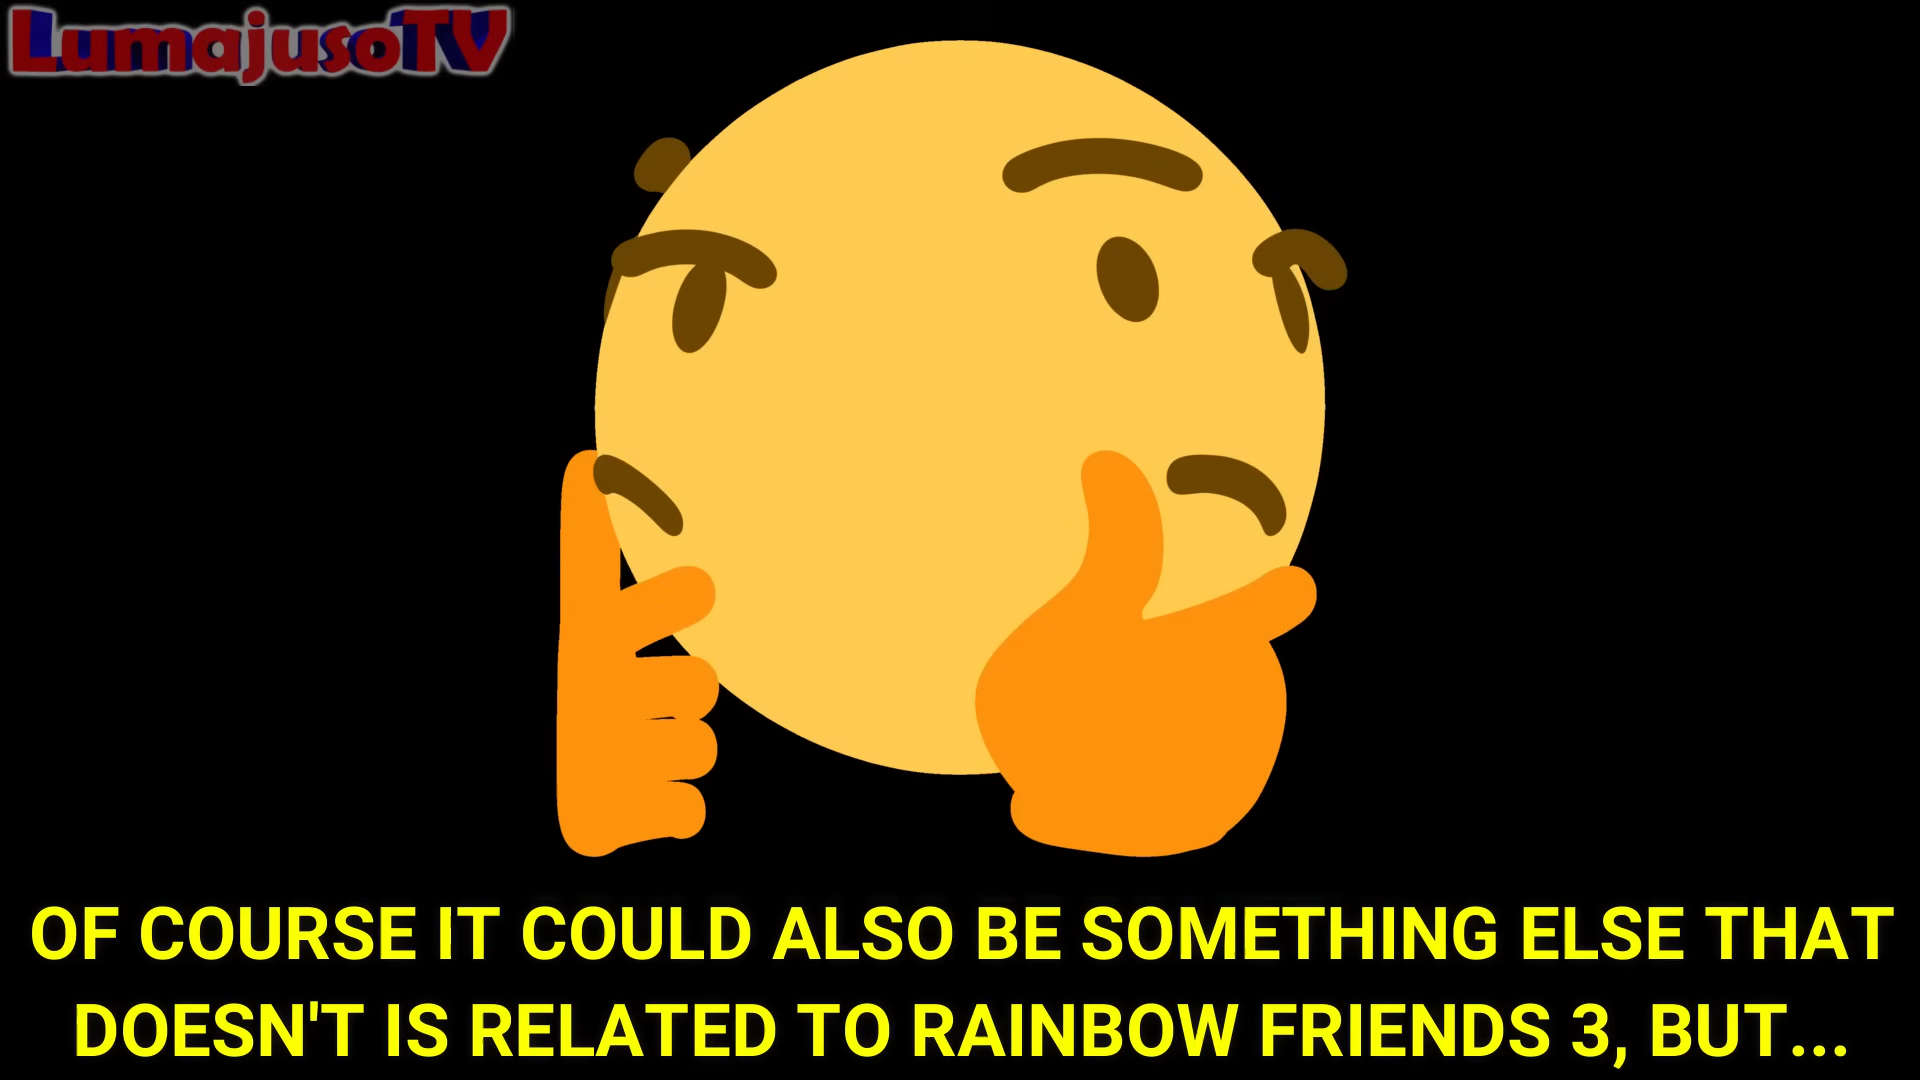 LumajusoTV
OF COURSE IT COULD ALSO BE SOMETHING ELSE THAT
DOESN'T IS RELATED TO RAINBOW FRIENDS 3, BUT...